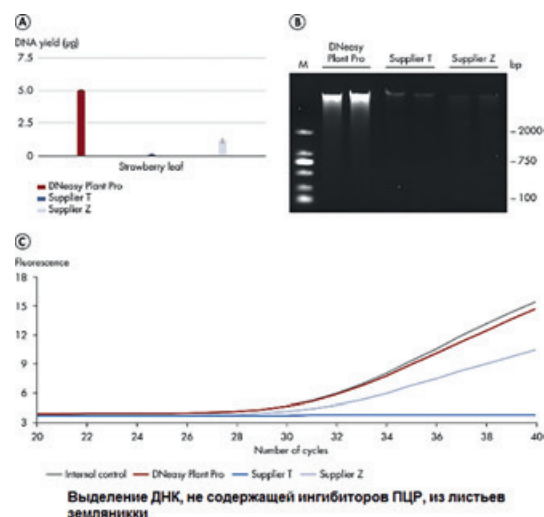 A
DNA yield (µg)
7.5
5.0
2.5
0
Strawberry leaf
DNeasy Plant Pro
Supplier T
Supplier Z
B
DNeasy
Plant Pro
Supplier T
Supplier Z
M
bp
2000
750
100
C
Fluorescence
18
15
12
9
6
3
20 22 24 26 28 30 32 34 36 38 40
Number of cycles
Internal control DNeasy Plant Pro Supplier T Supplier Z
Выделение ДНК, не содержащей ингибиторов ПЦР, из листьев
земляникки